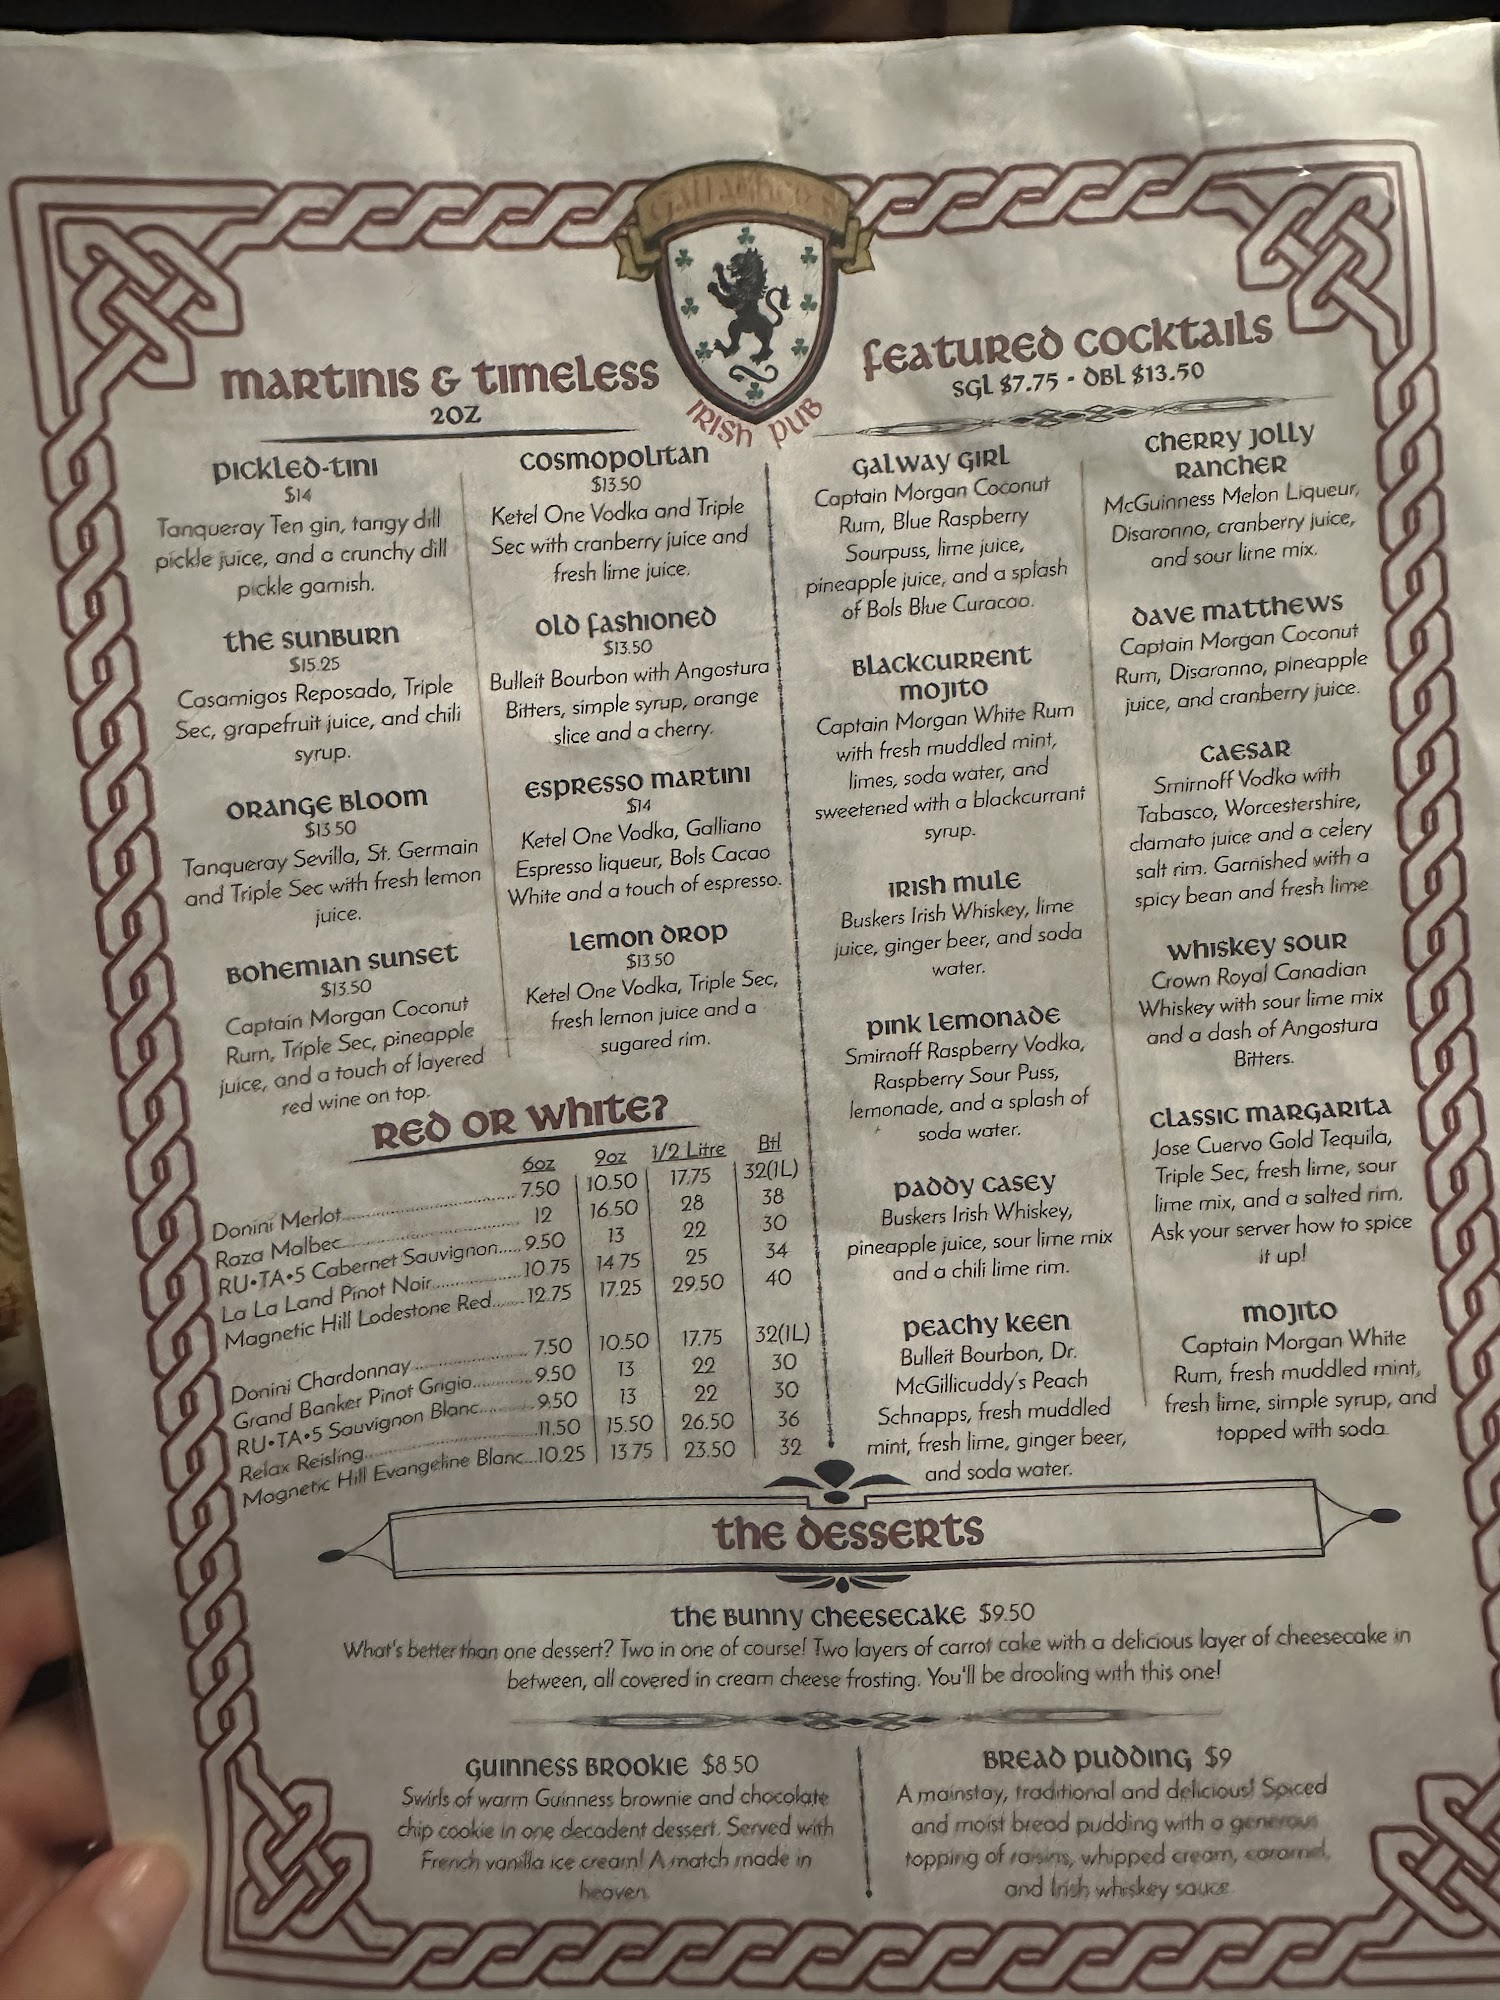 GALLAGHER'S
IRISH PUB
MARTINIS & TIMELESS
2OZ
PICKLED-TINI
$14
Tanqueray Ten gin, tangy dill
pickle juice, and a crunchy dill
pickle garnish.
THE SUNBURN
$15.25
Casamigos Reposado, Triple
Sec, grapefruit juice, and chili
syrup.
ORANGE BLOOM
$13.50
Tanqueray Sevilla, St. Germain
and Triple Sec with fresh lemon
juice.
BOHEMIAN SUNSET
$13.50
Captain Morgan Coconut
Rum, Triple Sec, pineapple
juice, and a touch of layered
red wine on top.
COSMOPOLITAN
$13.50
Ketel One Vodka and Triple
Sec with cranberry juice and
fresh lime juice.
OLD FASHIONED
$13.50
Bulleit Bourbon with Angostura
Bitters, simple syrup, orange
slice and a cherry.
ESPRESSO MARTINI
$14
Ketel One Vodka, Galliano
Espresso liqueur, Bols Cacao
White and a touch of espresso.
LEMON DROP
$13.50
Ketel One Vodka, Triple Sec,
fresh lemon juice and a
sugared rim.
RED OR WHITE?
6oz 9oz 1/2 Litre Btl
Donini Merlot 7.50 10.50 17.75 32(1L)
Raza Malbec 12 16.50 28 38
RU•TA•5 Cabernet Sauvignon 9.50 13 22 30
La La Land Pinot Noir 10.75 14.75 25 34
Magnetic Hill Lodestone Red 12.75 17.25 29.50 40
Donini Chardonnay 7.50 10.50 17.75 32(1L)
Grand Banker Pinot Grigio 9.50 13 22 30
RU•TA•5 Sauvignon Blanc 9.50 13 22 30
Relax Reisling 11.50 15.50 26.50 36
Magnetic Hill Evangeline Blanc 10.25 13.75 23.50 32
FEATURED COCKTAILS
SGL $7.75 - DBL $13.50
GALWAY GIRL
Captain Morgan Coconut
Rum, Blue Raspberry
Sourpuss, lime juice,
pineapple juice, and a splash
of Bols Blue Curacao.
BLACKCURRENT
MOJITO
Captain Morgan White Rum
with fresh muddled mint,
limes, soda water, and
sweetened with a blackcurrant
syrup.
IRISH MULE
Buskers Irish Whiskey, lime
juice, ginger beer, and soda
water.
PINK LEMONADE
Smirnoff Raspberry Vodka,
Raspberry Sour Puss,
lemonade, and a splash of
soda water.
PADDY CASEY
Buskers Irish Whiskey,
pineapple juice, sour lime mix
and a chili lime rim.
PEACHY KEEN
Bulleit Bourbon, Dr.
McGillicuddy's Peach
Schnapps, fresh muddled
mint, fresh lime, ginger beer,
and soda water.
CHERRY JOLLY
RANCHER
McGuinness Melon Liqueur,
Disaronno, cranberry juice,
and sour lime mix.
DAVE MATTHEWS
Captain Morgan Coconut
Rum, Disaronno, pineapple
juice, and cranberry juice.
CAESAR
Smirnoff Vodka with
Tabasco, Worcestershire,
clamato juice and a celery
salt rim. Garnished with a
spicy bean and fresh lime.
WHISKEY SOUR
Crown Royal Canadian
Whiskey with sour lime mix
and a dash of Angostura
Bitters.
CLASSIC MARGARITA
Jose Cuervo Gold Tequila,
Triple Sec, fresh lime, sour
lime mix, and a salted rim.
Ask your server how to spice
it up!
MOJITO
Captain Morgan White
Rum, fresh muddled mint,
fresh lime, simple syrup, and
topped with soda.
THE DESSERTS
THE BUNNY CHEESECAKE $9.50
What's better than one dessert? Two in one of course! Two layers of carrot cake with a delicious layer of cheesecake in
between, all covered in cream cheese frosting. You'll be drooling with this one!
GUINNESS BROOKIE $8.50
Swirls of warm Guinness brownie and chocolate
chip cookie in one decadent dessert. Served with
French vanilla ice cream! A match made in
heaven.
BREAD PUDDING $9
A mainstay, traditional and delicious! Spiced
and moist bread pudding with a generous
topping of raisins, whipped cream, caramel,
and Irish whiskey sauce.